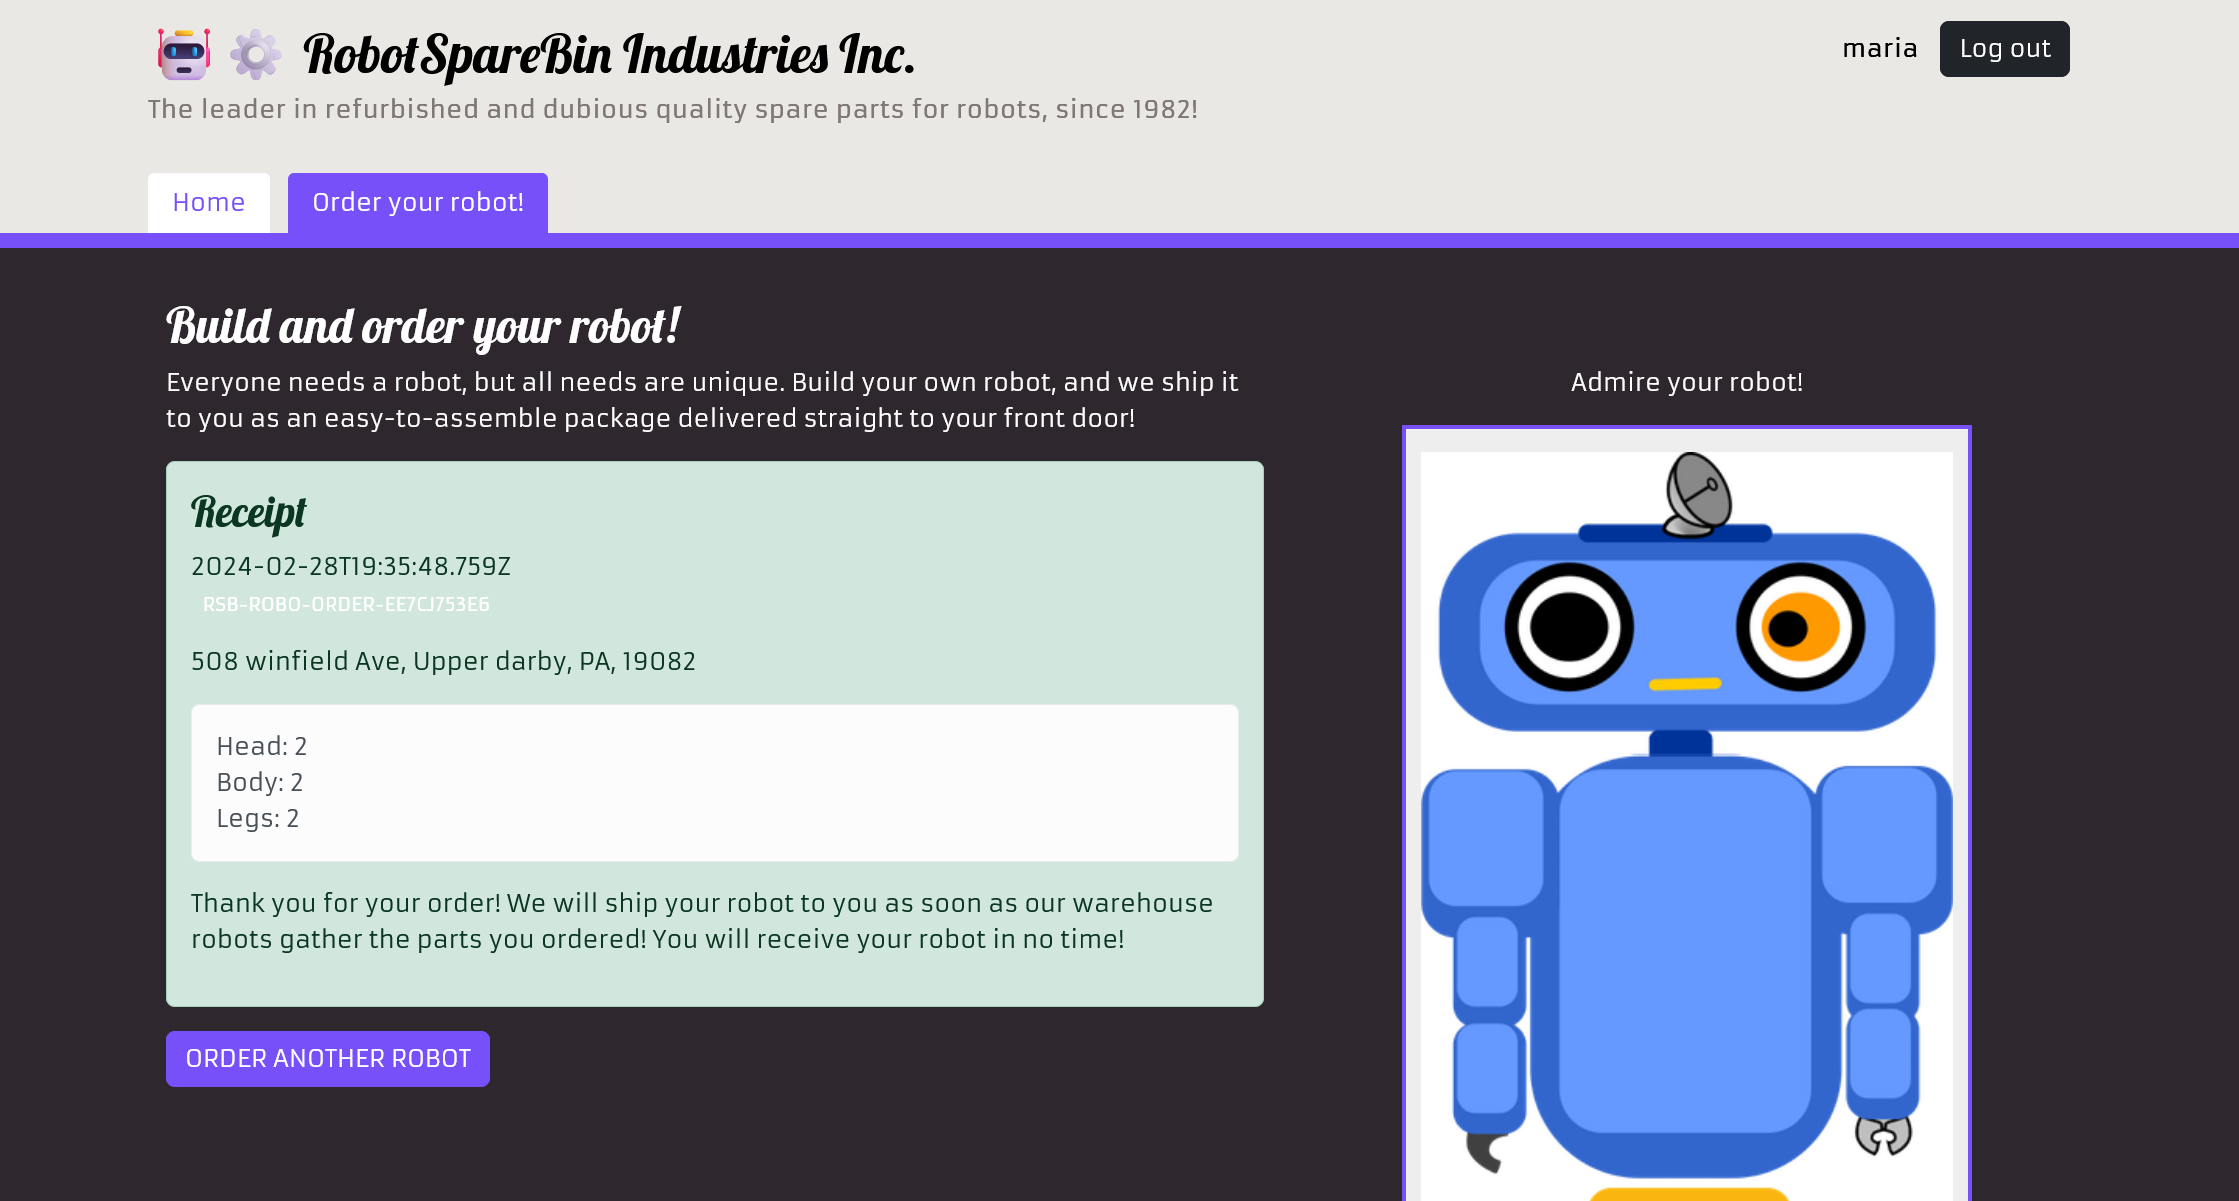 RobotSpareBin Industries Inc.
maria
Log out
The leader in refurbished and dubious quality spare parts for robots, since 1982!
Home
Order your robot!
Build and order your robot!
Everyone needs a robot, but all needs are unique. Build your own robot, and we ship it
to you as an easy-to-assemble package delivered straight to your front door!
Receipt
2024-02-28T19:35:48.759Z
RSB-ROBO-ORDER-EE7CJ753E6
508 winfield Ave, Upper darby, PA, 19082
Head: 2
Body: 2
Legs: 2
Thank you for your order! We will ship your robot to you as soon as our warehouse
robots gather the parts you ordered! You will receive your robot in no time!
ORDER ANOTHER ROBOT
Admire your robot!